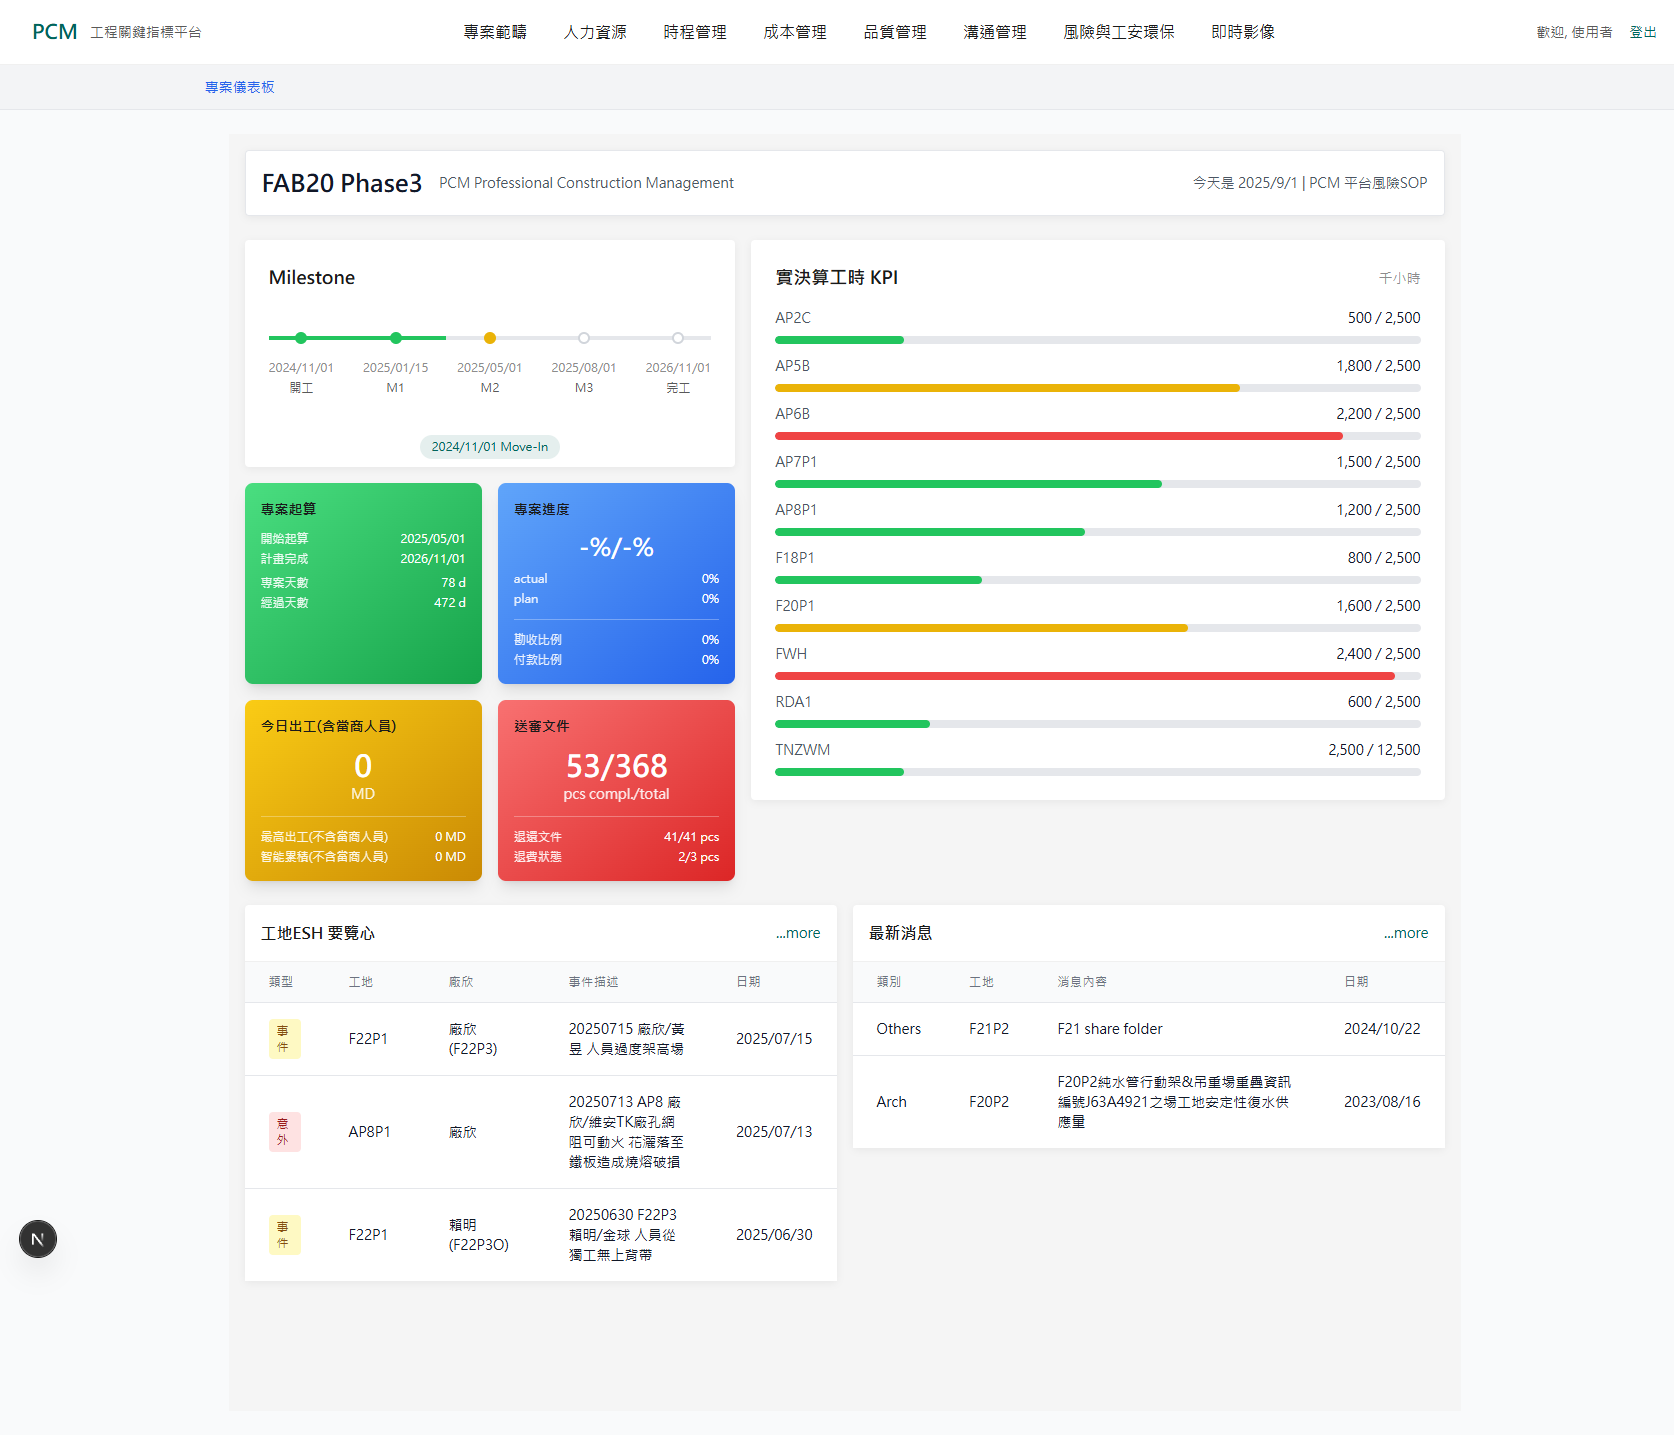 PCM 工程關鍵指標平台 專案範疇 人力資源 時程管理 成本管理 品質管理 溝通管理 風險與工安環保 即時影像 歡迎, 使用者 登出
專案儀表板
FAB20 Phase3 PCM Professional Construction Management 今天是 2025/9/1 | PCM 平台風險SOP
Milestone
2024/11/01 2025/01/15 2025/05/01 2025/08/01 2026/11/01
開工 M1 M2 M3 完工
2024/11/01 Move-In
專案起算
開始起算 2025/05/01
計畫完成 2026/11/01
專案天數 78 d
經過天數 472 d
專案進度
-%/-%
actual 0%
plan 0%
勘收比例 0%
付款比例 0%
今日出工(含當商人員)
0
MD
最高出工(不含當商人員) 0 MD
智能累積(不含當商人員) 0 MD
送審文件
53/368
pcs compl./total
退還文件 41/41 pcs
退費狀態 2/3 pcs
實決算工時 KPI 千小時
AP2C 500 / 2,500
AP5B 1,800 / 2,500
AP6B 2,200 / 2,500
AP7P1 1,500 / 2,500
AP8P1 1,200 / 2,500
F18P1 800 / 2,500
F20P1 1,600 / 2,500
FWH 2,400 / 2,500
RDA1 600 / 2,500
TNZWM 2,500 / 12,500
工地ESH 要覽心 ...more
類型 工地 廠欣 事件描述 日期
事
件
F22P1
廠欣
(F22P3)
20250715 廠欣/黃
昱 人員過度架高場
2025/07/15
意
外
AP8P1
廠欣
20250713 AP8 廠
欣/維安TK廠孔網
阻可動火 花灑落至
鐵板造成燒熔破損
2025/07/13
事
件
F22P1
賴明
(F22P3O)
20250630 F22P3
賴明/金球 人員從
獨工無上背帶
2025/06/30
最新消息 ...more
類別 工地 消息內容 日期
Others F21P2 F21 share folder 2024/10/22
Arch F20P2
F20P2純水管行動架&吊重場重疊資訊
編號J63A4921之場工地安定性復水供
應量
2023/08/16
N